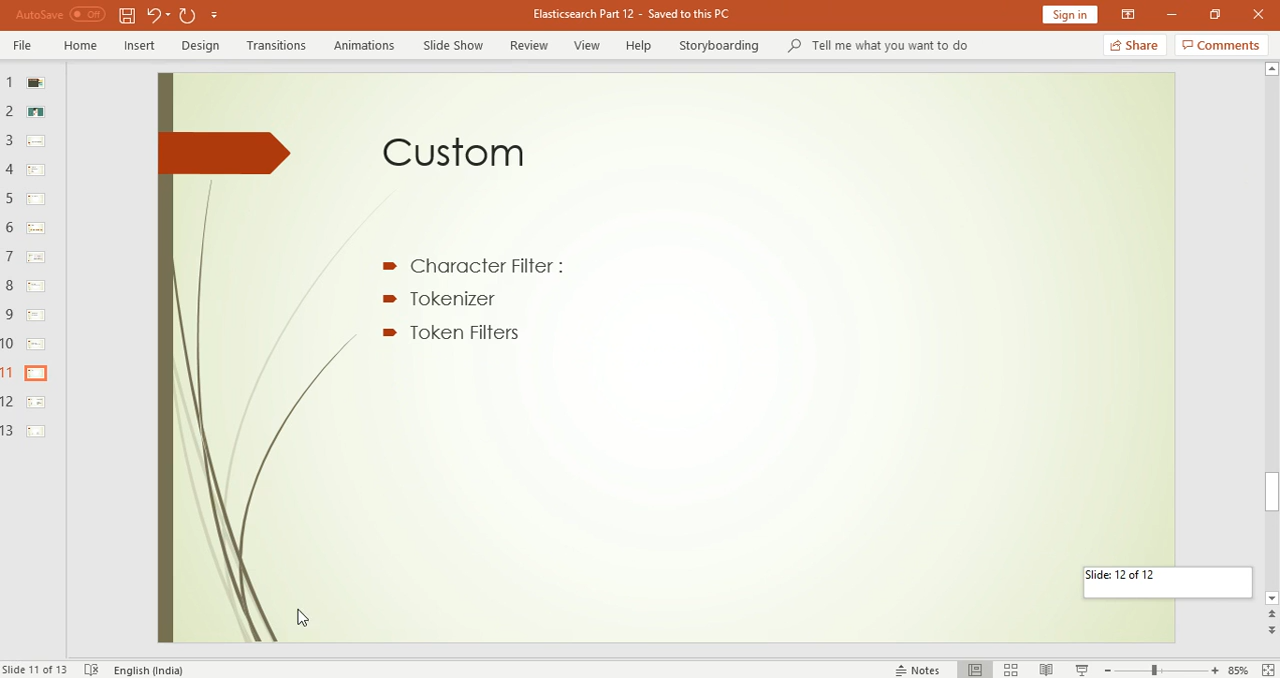 AutoSave Off
Elasticsearch Part 12 - Saved to this PC
Sign in
File Home Insert Design Transitions Animations Slide Show Review View Help Storyboarding Tell me what you want to do Share Comments
1
2
3
4
5
6
7
8
9
10
11
12
13
Custom
Character Filter :
Tokenizer
Token Filters
Slide: 12 of 12
Slide 11 of 13 English (India) Notes - + 85%